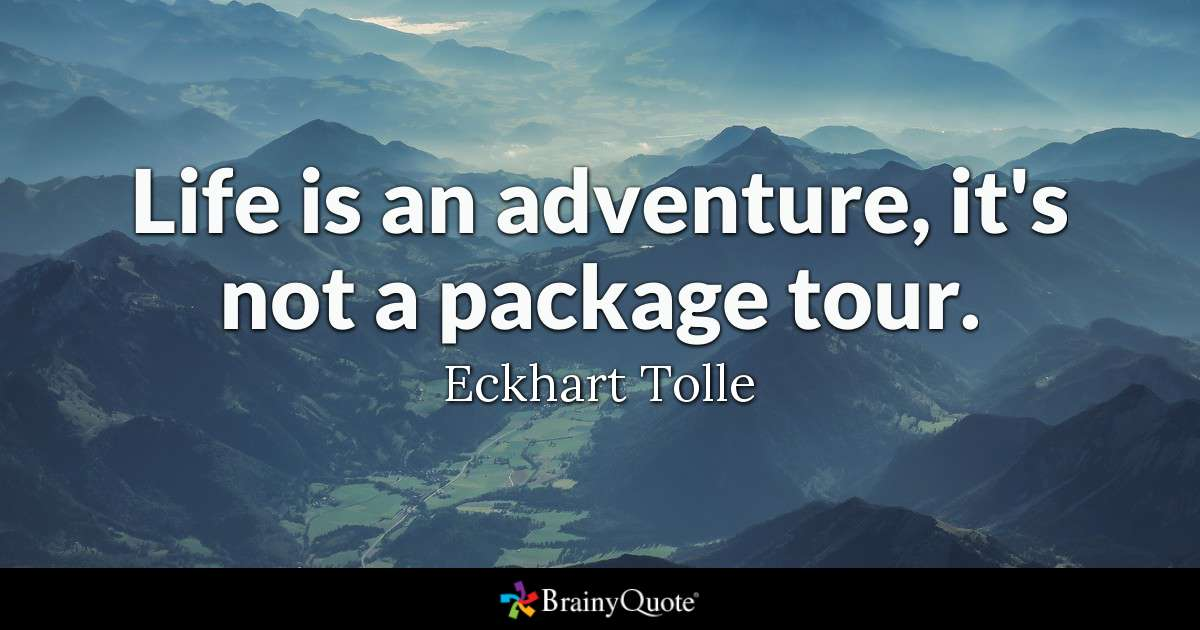 Life is an adventure, it's
not a package tour.
Eckhart Tolle
BrainyQuote®